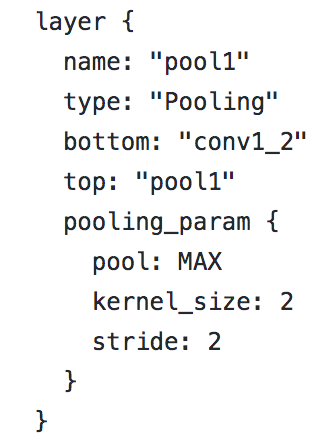 layer {
  name: "pool1"
  type: "Pooling"
  bottom: "conv1_2"
  top: "pool1"
  pooling_param {
    pool: MAX
    kernel_size: 2
    stride: 2
  }
}